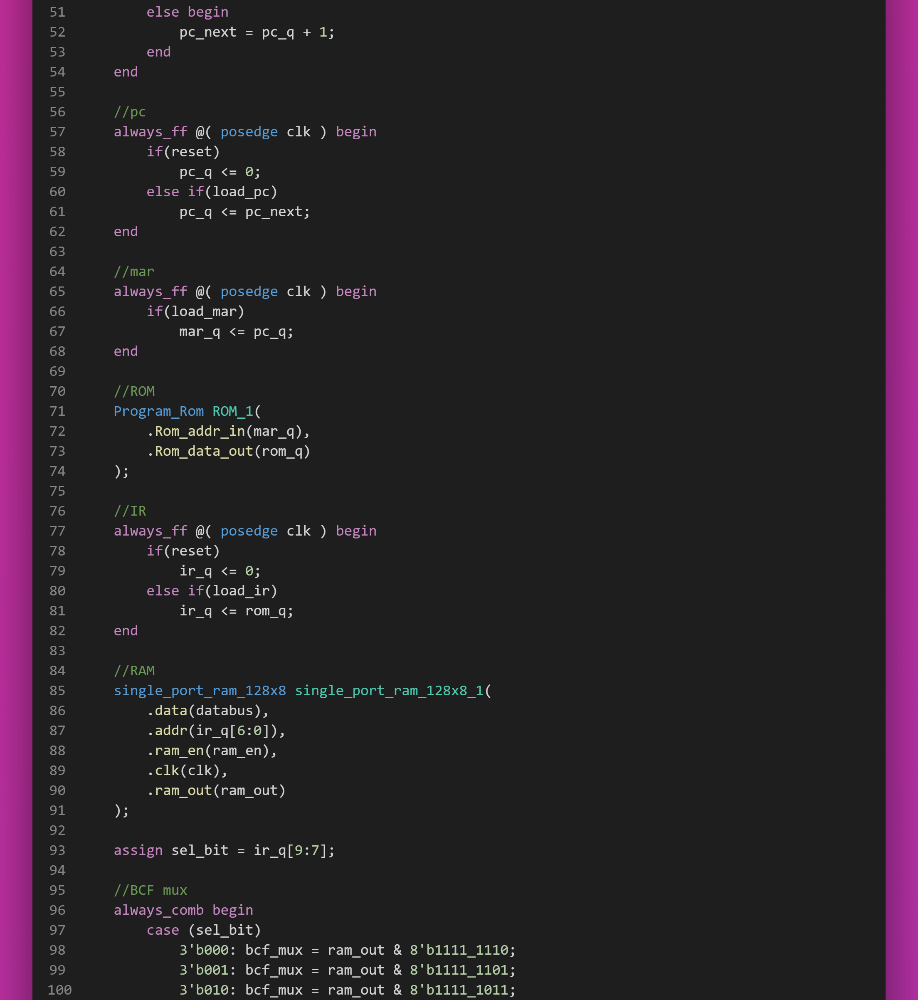 51 else begin
52 pc_next = pc_q + 1;
53 end
54 end
55
56 //pc
57 always_ff @( posedge clk ) begin
58 if(reset)
59 pc_q <= 0;
60 else if(load_pc)
61 pc_q <= pc_next;
62 end
63
64 //mar
65 always_ff @( posedge clk ) begin
66 if(load_mar)
67 mar_q <= pc_q;
68 end
69
70 //ROM
71 Program_Rom ROM_1(
72 .Rom_addr_in(mar_q),
73 .Rom_data_out(rom_q)
74 );
75
76 //IR
77 always_ff @( posedge clk ) begin
78 if(reset)
79 ir_q <= 0;
80 else if(load_ir)
81 ir_q <= rom_q;
82 end
83
84 //RAM
85 single_port_ram_128x8 single_port_ram_128x8_1(
86 .data(databus),
87 .addr(ir_q[6:0]),
88 .ram_en(ram_en),
89 .clk(clk),
90 .ram_out(ram_out)
91 );
92
93 assign sel_bit = ir_q[9:7];
94
95 //BCF mux
96 always_comb begin
97 case (sel_bit)
98 3'b000: bcf_mux = ram_out & 8'b1111_1110;
99 3'b001: bcf_mux = ram_out & 8'b1111_1101;
100 3'b010: bcf_mux = ram_out & 8'b1111_1011;